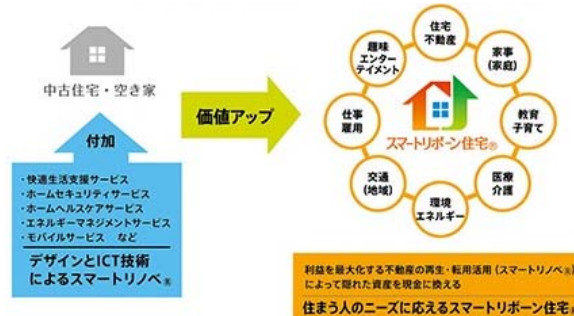 中古住宅・空き家
付加
・快適生活支援サービス
・ホームセキュリティサービス
・ホームヘルスケアサービス
・エネルギーマネジメントサービス
・モバイルサービス など
デザインとICT技術
によるスマートリノベ®
価値アップ
住宅
不動産
家事
(家庭)
教育
子育て
医療
介護
環境
エネルギー
交通
(地域)
仕事
雇用
趣味
エンター
テイメント
スマートリボーン住宅®
利益を最大化する不動産の再生・転用活用 (スマートリノベ®)
によって隠れた資産を現金に換える
住まう人のニーズに応えるスマートリボーン住宅®